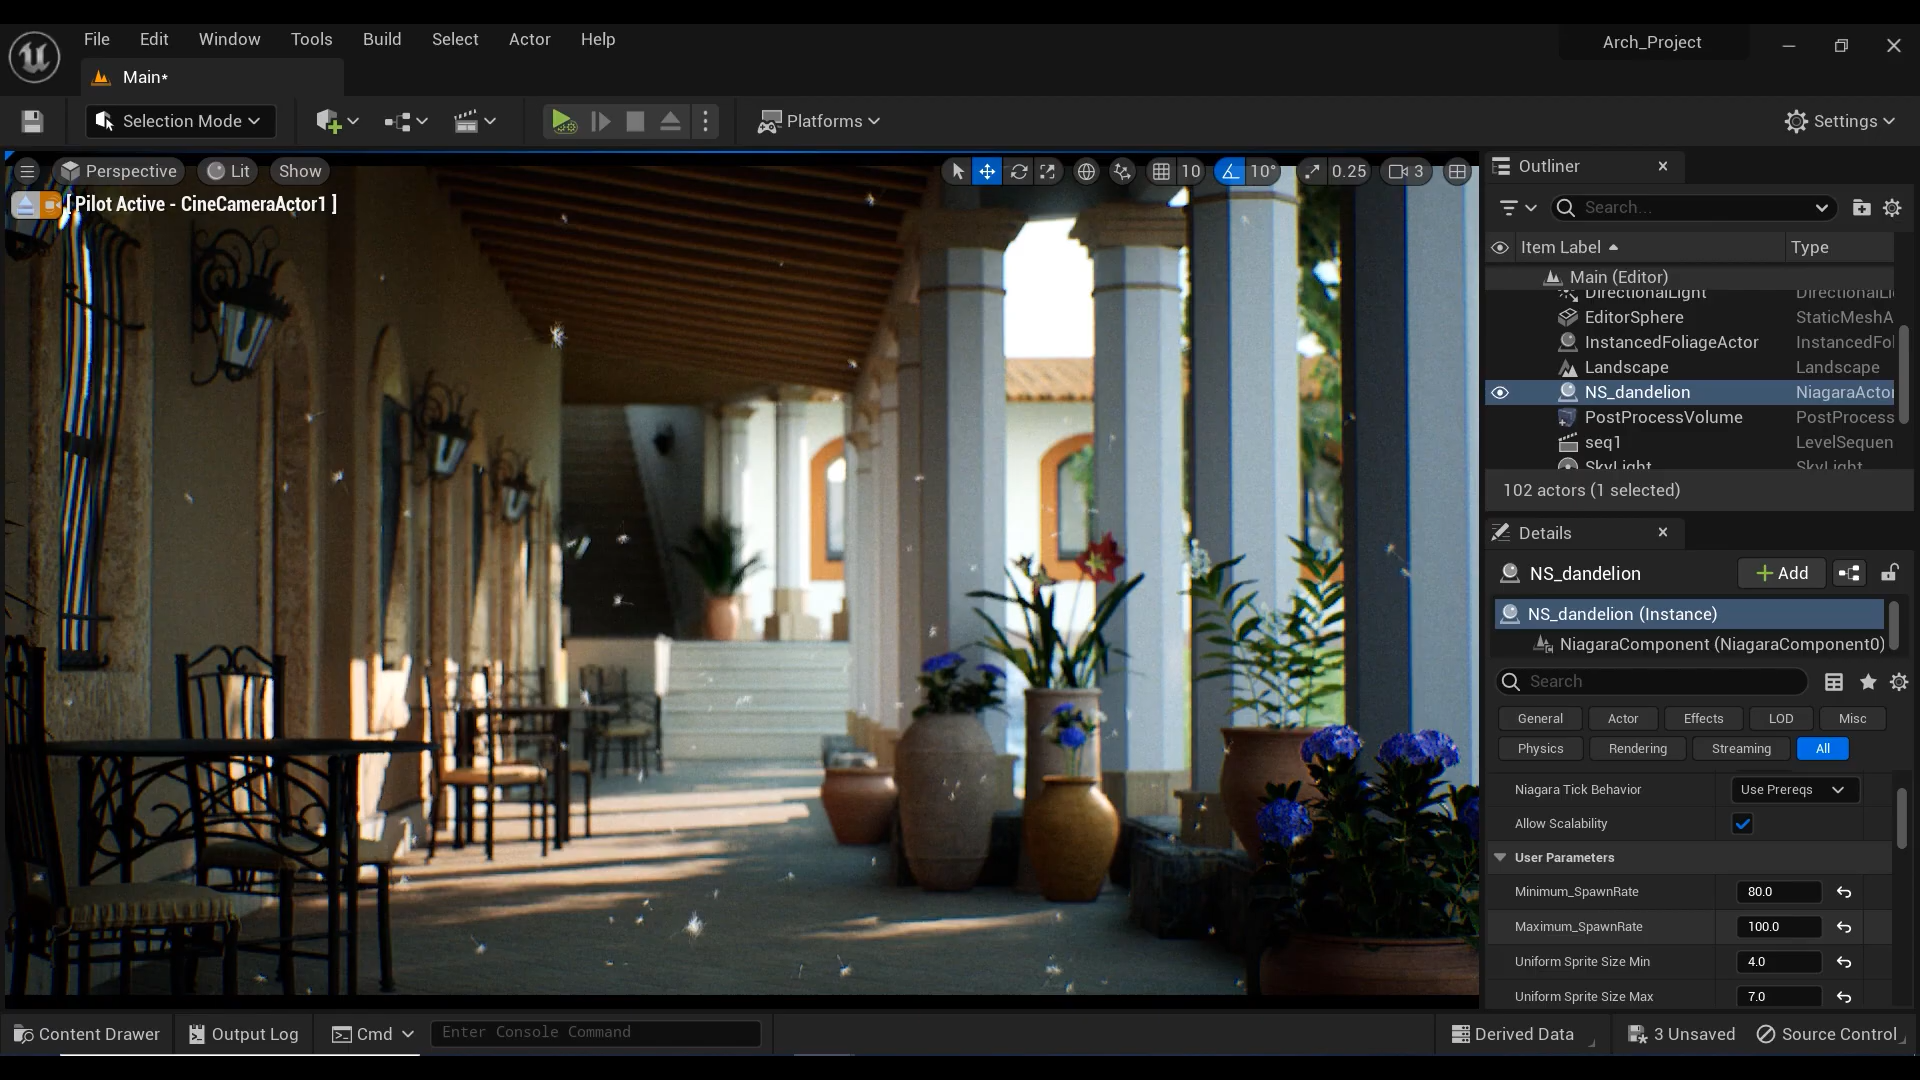 File Edit Window Tools Build Select Actor Help
Arch_Project
Main*
Selection Mode
Platforms
Settings
Perspective Lit Show
10 10° 0.25 3
[ Pilot Active - CineCameraActor1 ]
Outliner
Search...
Item Label Type
Main (Editor)
DirectionalLight DirectionalLi
EditorSphere StaticMeshA
InstancedFoliageActor InstancedFol
Landscape Landscape
NS_dandelion NiagaraActor
PostProcessVolume PostProcess
seq1 LevelSequen
SkyLight SkyLight
102 actors (1 selected)
Details
NS_dandelion
Add
NS_dandelion (Instance)
NiagaraComponent (NiagaraComponent0)
Search
General Actor Effects LOD Misc
Physics Rendering Streaming All
Niagara Tick Behavior Use Prereqs
Allow Scalability
User Parameters
Minimum_SpawnRate 80.0
Maximum_SpawnRate 100.0
Uniform Sprite Size Min 4.0
Uniform Sprite Size Max 7.0
Content Drawer Output Log Cmd Enter Console Command Derived Data 3 Unsaved Source Control